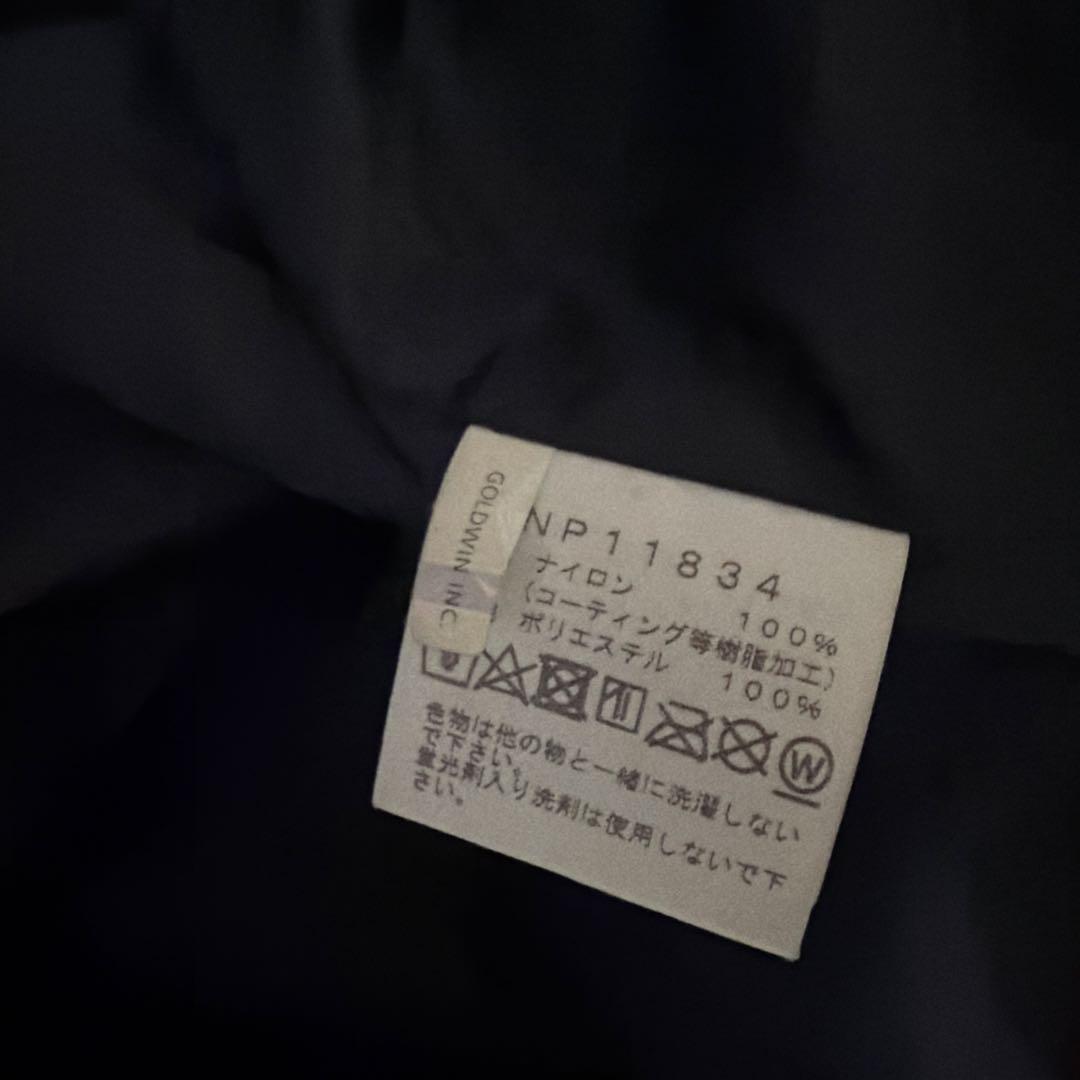 GOLDWIN INC.
NP11834
ナイロン 100%
(コーティング等樹脂加工)
ポリエステル 100%
W
色物は他の物と一緒に洗濯しない
で下さい。
蛍光剤入り洗剤は使用しないで下
さい。